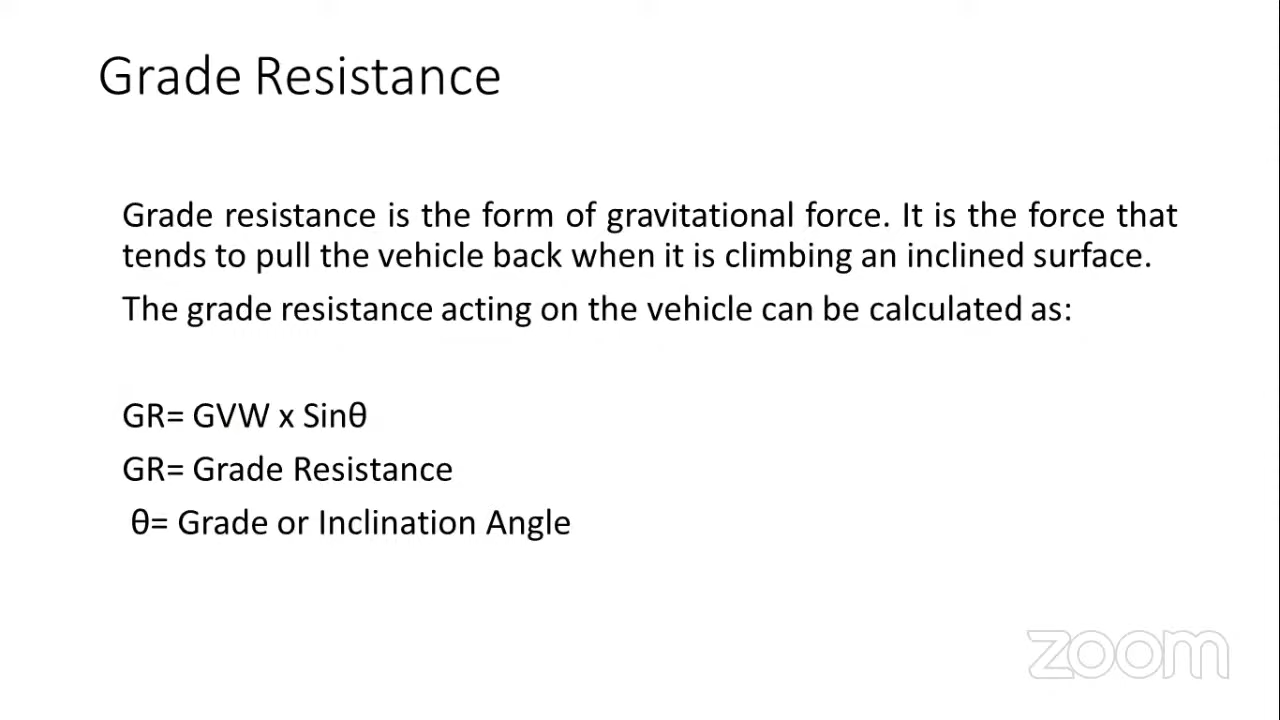 Grade Resistance
Grade resistance is the form of gravitational force. It is the force that
tends to pull the vehicle back when it is climbing an inclined surface.
The grade resistance acting on the vehicle can be calculated as:
GR= GVW x Sinθ
GR= Grade Resistance
θ= Grade or Inclination Angle
zoom